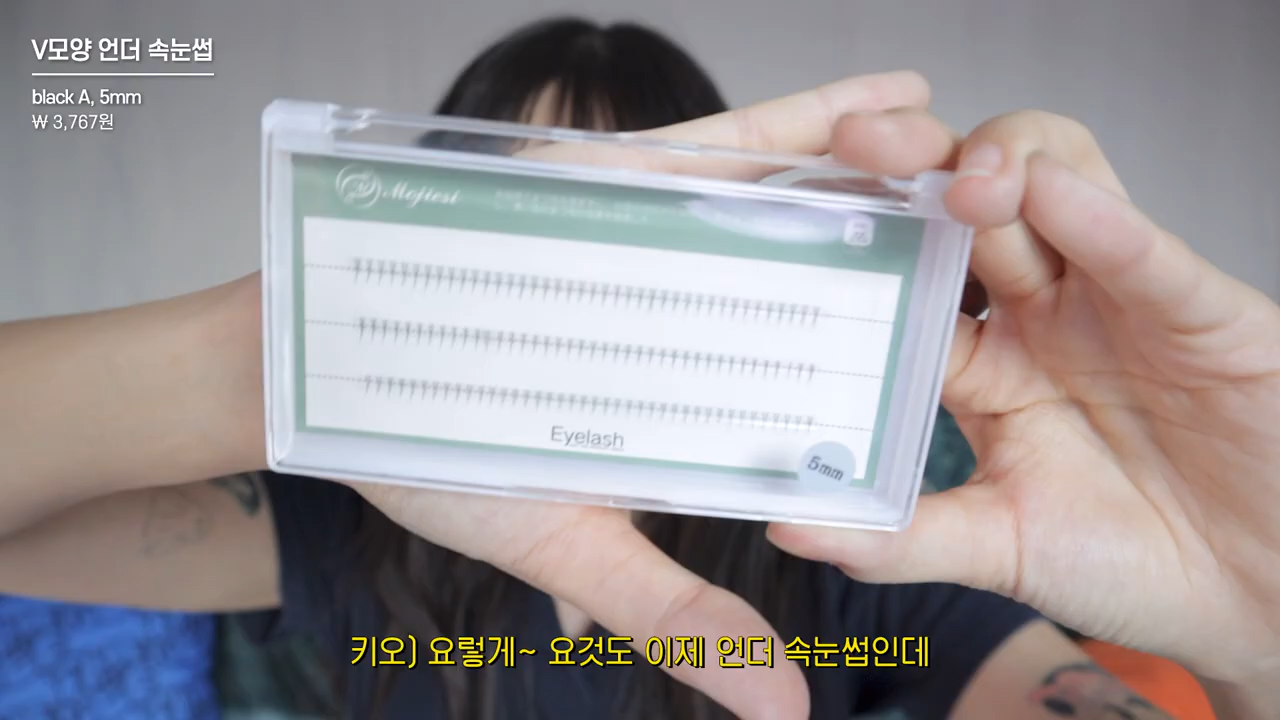 V모양 언더 속눈썹
black A, 5mm
₩ 3,767원
Mojiesi
Eyelash
5mm
키오) 요렇게~ 요것도 이제 언더 속눈썹인데